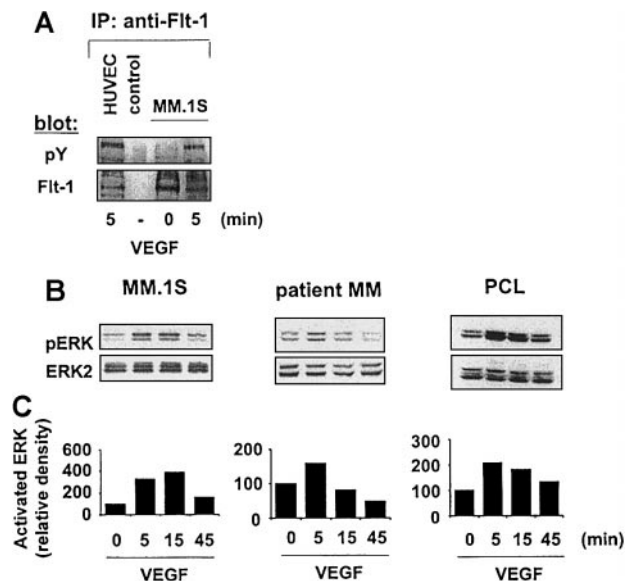 A
IP: anti-Flt-1
HUVEC
control
MM.1S
blot:
pY
Flt-1
5 - 0 5 (min)
VEGF
B
MM.1S patient MM PCL
pERK
ERK2
C
Activated ERK
(relative density)
600
400
200
0
200
100
0
300
200
100
0
0 5 15 45 0 5 15 45 0 5 15 45 (min)
VEGF VEGF VEGF